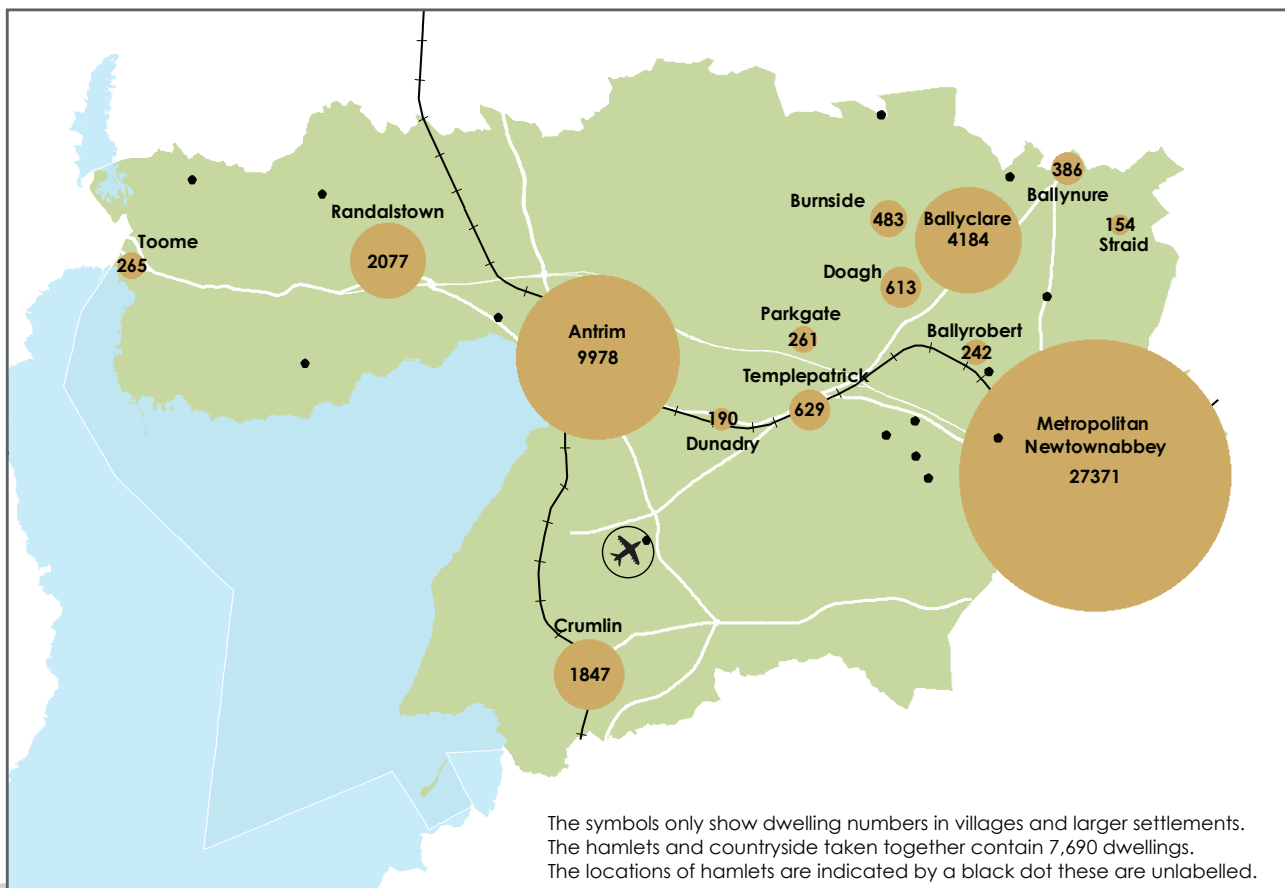 386
Ballynure
Burnside
483
Ballyclare
4184
154
Straid
Randalstown
2077
Toome
265
Doagh
613
Parkgate
261
Ballyrobert
242
Antrim
9978
Templepatrick
629
190
Dunadry
Metropolitan
Newtownabbey
27371
Crumlin
1847
The symbols only show dwelling numbers in villages and larger settlements.
The hamlets and countryside taken together contain 7,690 dwellings.
The locations of hamlets are indicated by a black dot these are unlabelled.